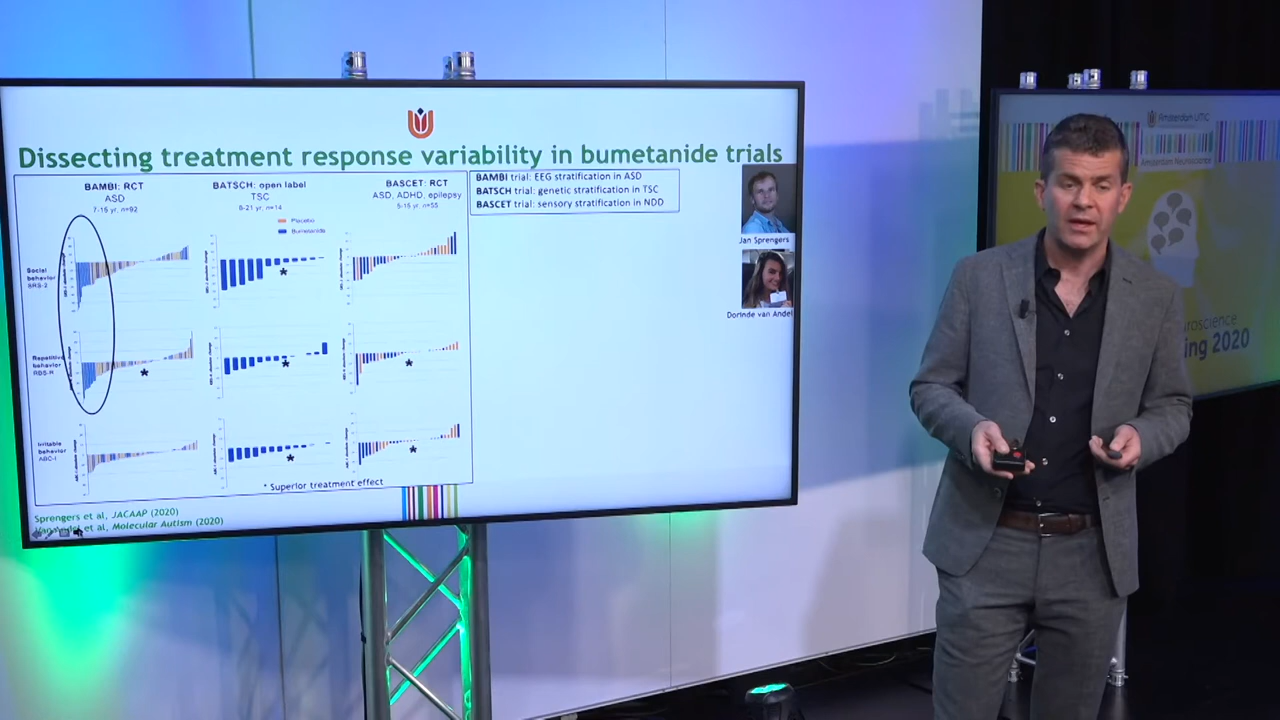 Dissecting treatment response variability in bumetanide trials
BAMBI: RCT
ASD
7-15 yr, n=92
BATSCH: open label
TSC
8-21 yr, n=14
BASCET: RCT
ASD, ADHD, epilepsy
5-15 yr, n=55
BAMBI trial: EEG stratification in ASD
BATSCH trial: genetic stratification in TSC
BASCET trial: sensory stratification in NDD
Placebo
Bumetanide
Social
behavior
SRS-2
Repetitive
behavior
RBS-R
Irritable
behavior
ABC-I
* Superior treatment effect
Jan Sprengers
Dorinde van Andel
Sprengers et al, JACAAP (2020)
et al, Molecular Autism (2020)
Amsterdam UMC
Amsterdam Neuroscience
roscience
ing 2020